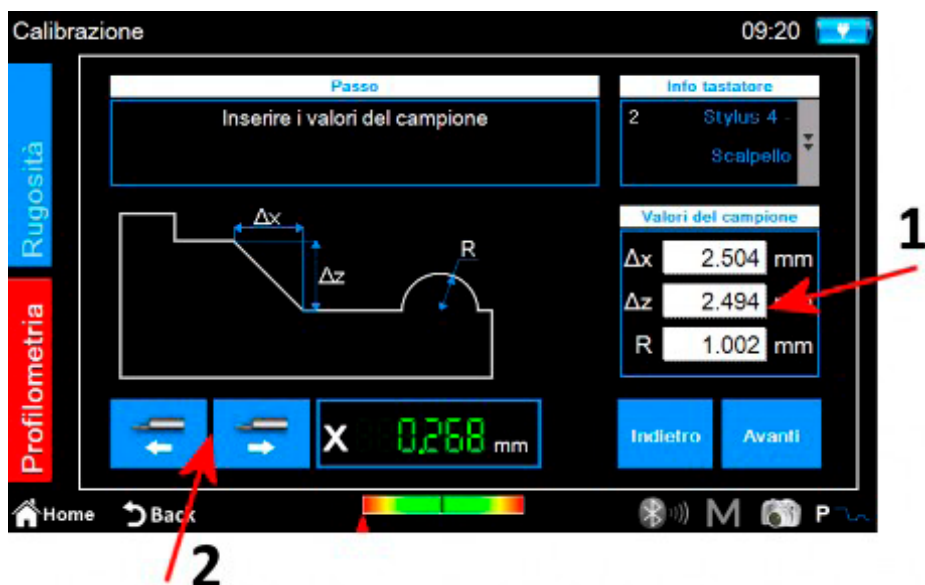 Calibrazione
09:20
Rugosità
Profilometria
Passo
Inserire i valori del campione
Info tastatore
2 Stylus 4 -
Scalpello
Δx
Δz
R
Valori del campione
Δx 2.504 mm
Δz 2.494 mm
R 1.002 mm
1
X 0.268 mm
Indietro
Avanti
Home
Back
M
P
2